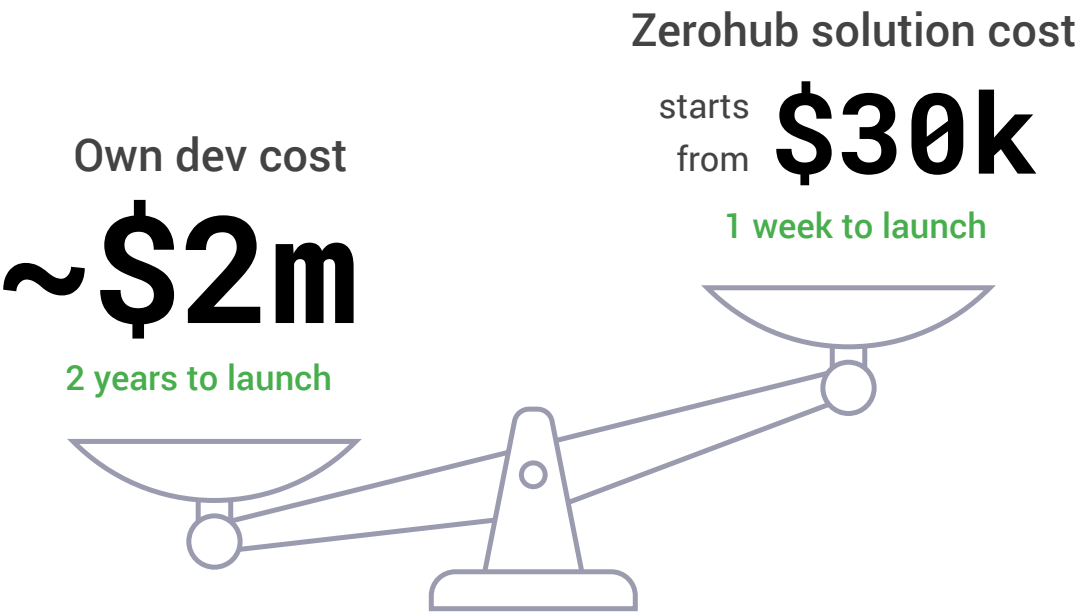 Own dev cost
~$2m
2 years to launch
Zerohub solution cost
starts
from
$30k
1 week to launch